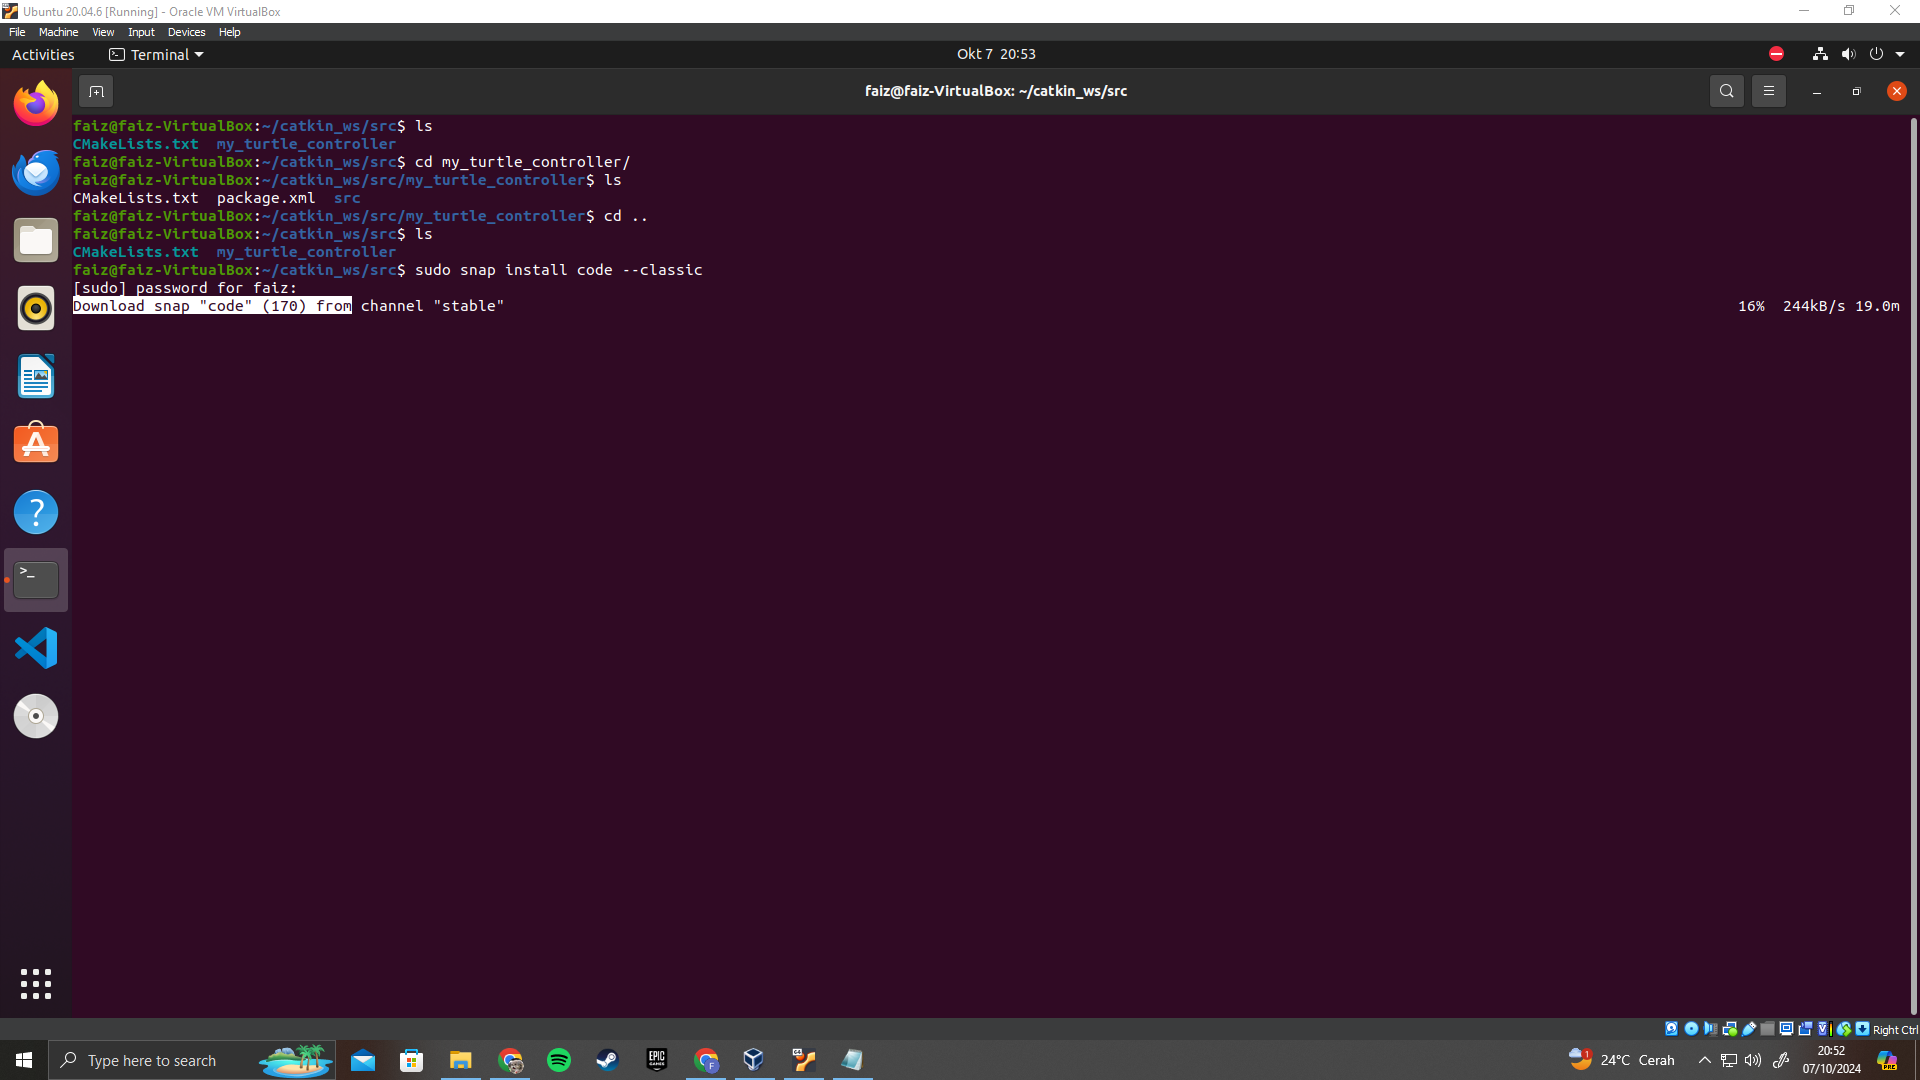 Ubuntu 20.04.6 [Running] - Oracle VM VirtualBox
File Machine View Input Devices Help
Activities Terminal Okt 7 20:53
faiz@faiz-VirtualBox: ~/catkin_ws/src
faiz@faiz-VirtualBox:~/catkin_ws/src$ ls
CMakeLists.txt my_turtle_controller
faiz@faiz-VirtualBox:~/catkin_ws/src$ cd my_turtle_controller/
faiz@faiz-VirtualBox:~/catkin_ws/src/my_turtle_controller$ ls
CMakeLists.txt package.xml src
faiz@faiz-VirtualBox:~/catkin_ws/src/my_turtle_controller$ cd ..
faiz@faiz-VirtualBox:~/catkin_ws/src$ ls
CMakeLists.txt my_turtle_controller
faiz@faiz-VirtualBox:~/catkin_ws/src$ sudo snap install code --classic
[sudo] password for faiz:
Download snap "code" (170) from channel "stable" 16% 244kB/s 19.0m
Right Ctrl
Type here to search
EPIC GAMES
F
64
1
24°C Cerah
20:52
07/10/2024
PRE